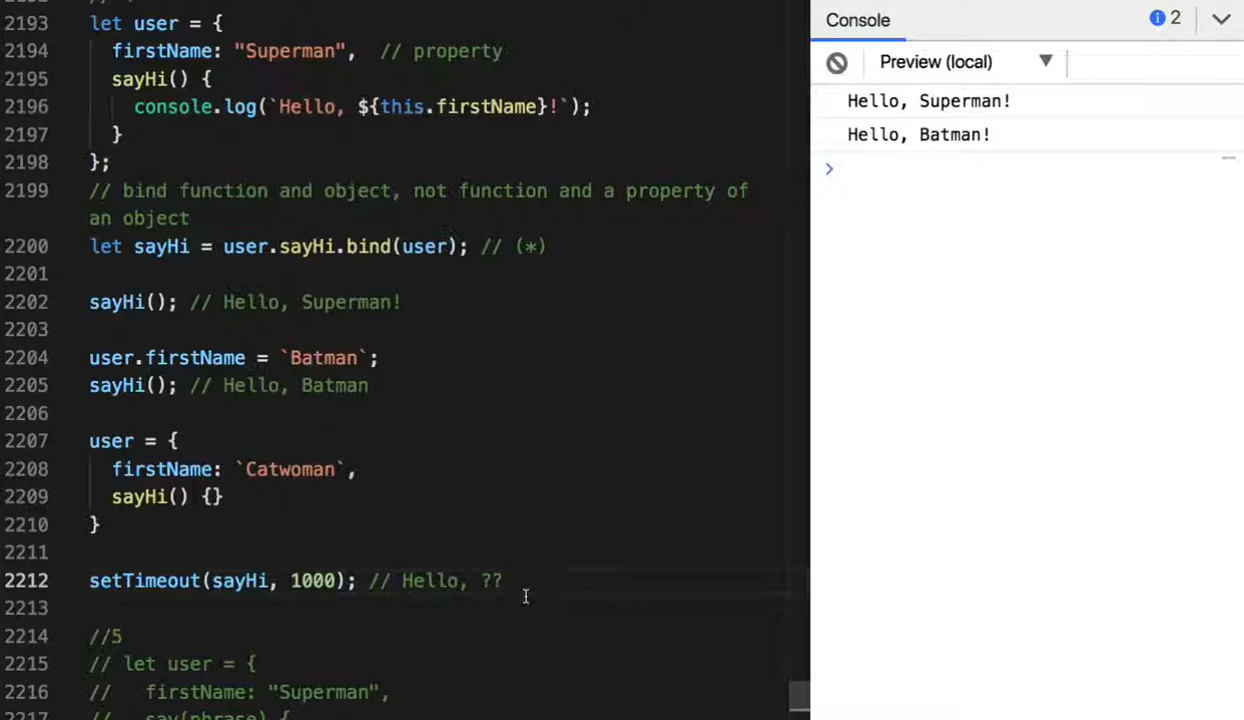 2193 let user = {
2194 firstName: "Superman", // property
2195 sayHi() {
2196 console.log(`Hello, ${this.firstName}!`);
2197 }
2198 };
2199 // bind function and object, not function and a property of
an object
2200 let sayHi = user.sayHi.bind(user); // (*)
2201
2202 sayHi(); // Hello, Superman!
2203
2204 user.firstName = `Batman`;
2205 sayHi(); // Hello, Batman
2206
2207 user = {
2208 firstName: `Catwoman`,
2209 sayHi() {}
2210 }
2211
2212 setTimeout(sayHi, 1000); // Hello, ??
2213
2214 //5
2215 // let user = {
2216 // firstName: "Superman",
2217 // say(phrase) {
Console 2
Preview (local)
Hello, Superman!
Hello, Batman!